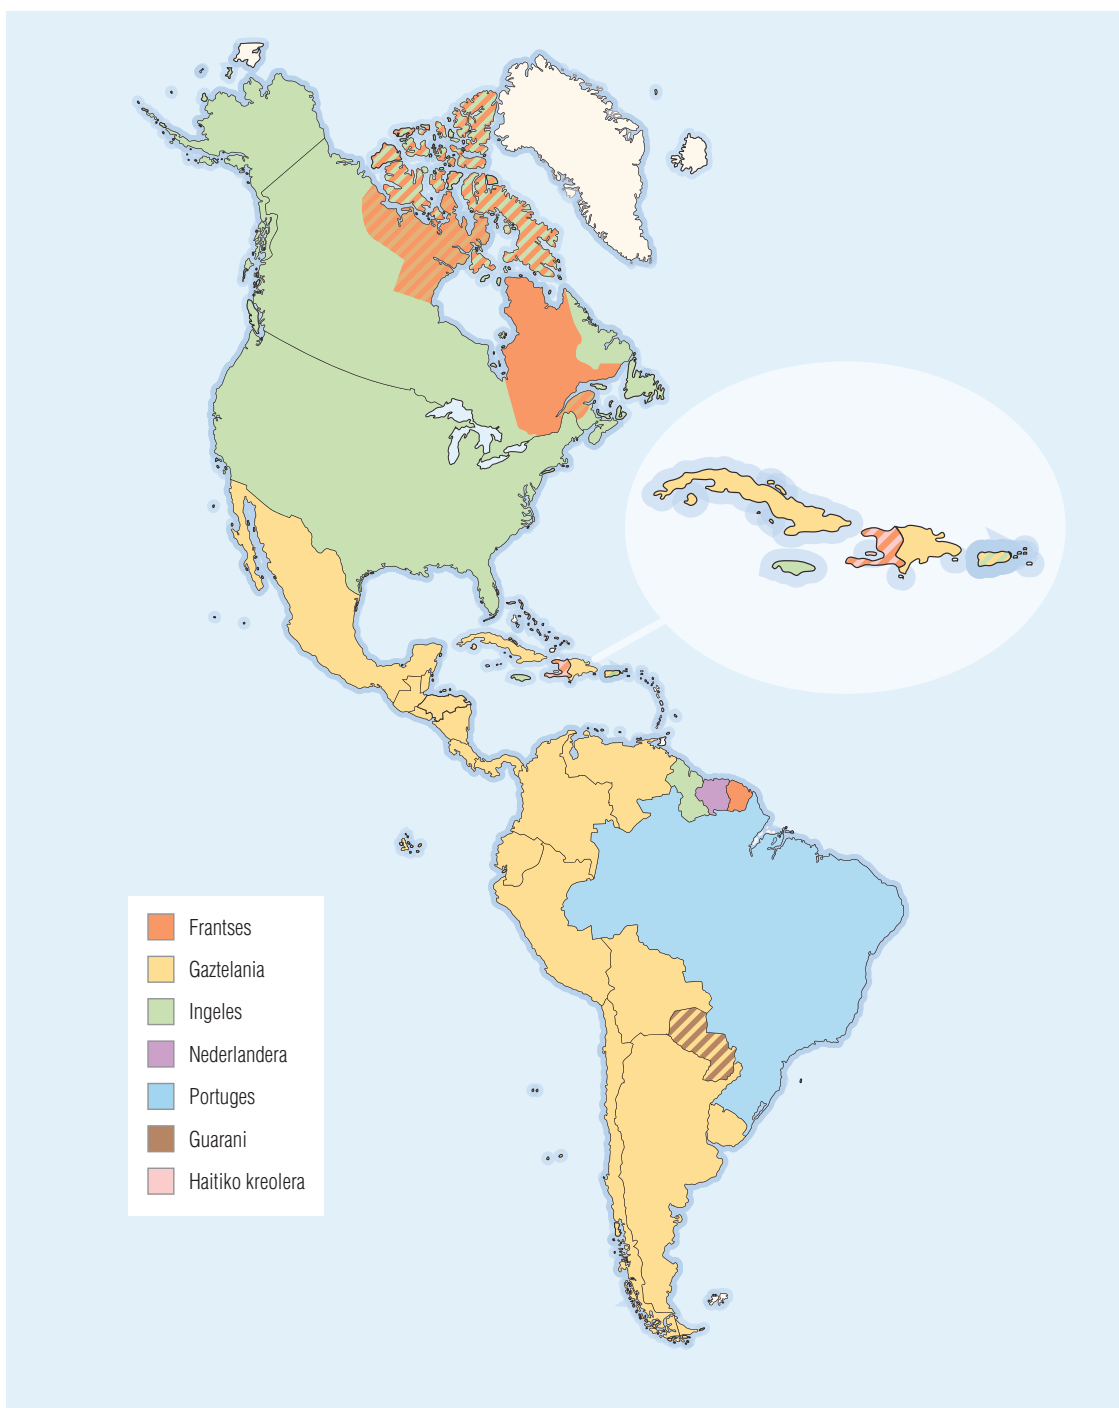 Frantses
Gaztelania
Ingeles
Nederlandera
Portuges
Guarani
Haitiko kreolera